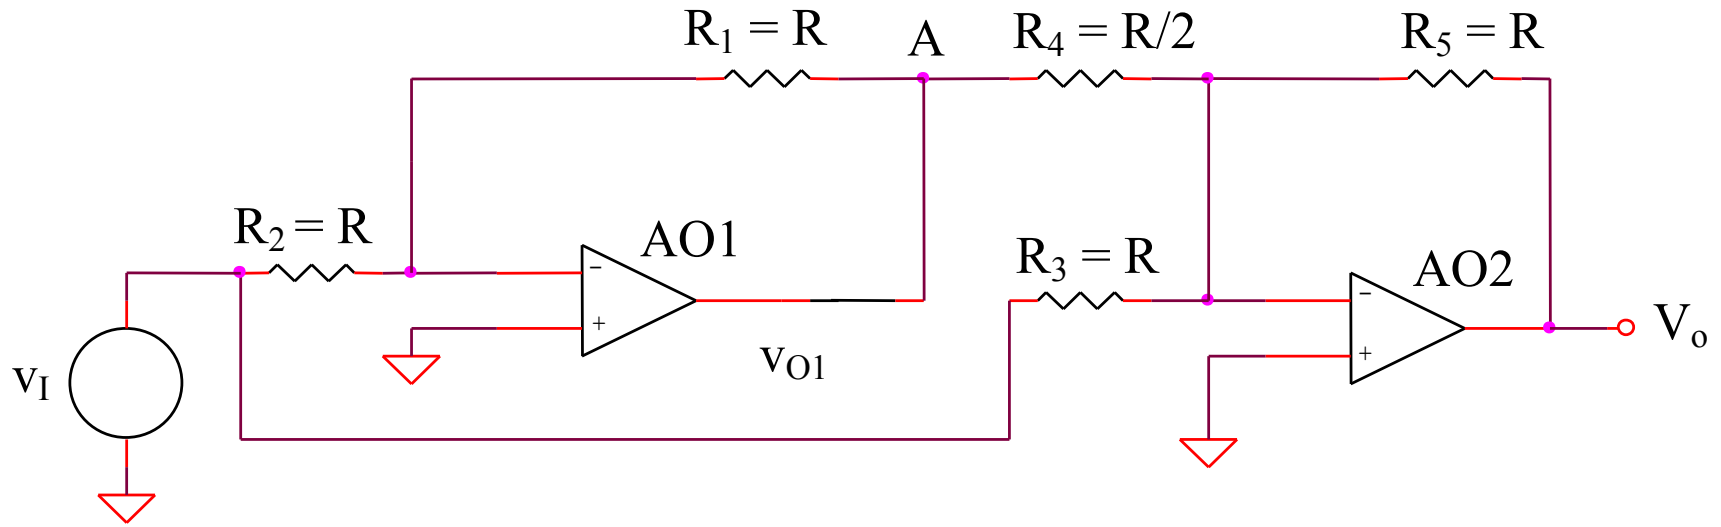 R₁ = R
A
R₄ = R/2
R₅ = R
R₂ = R
AO1
R₃ = R
AO2
−
+
−
+
vI
vO1
Vo